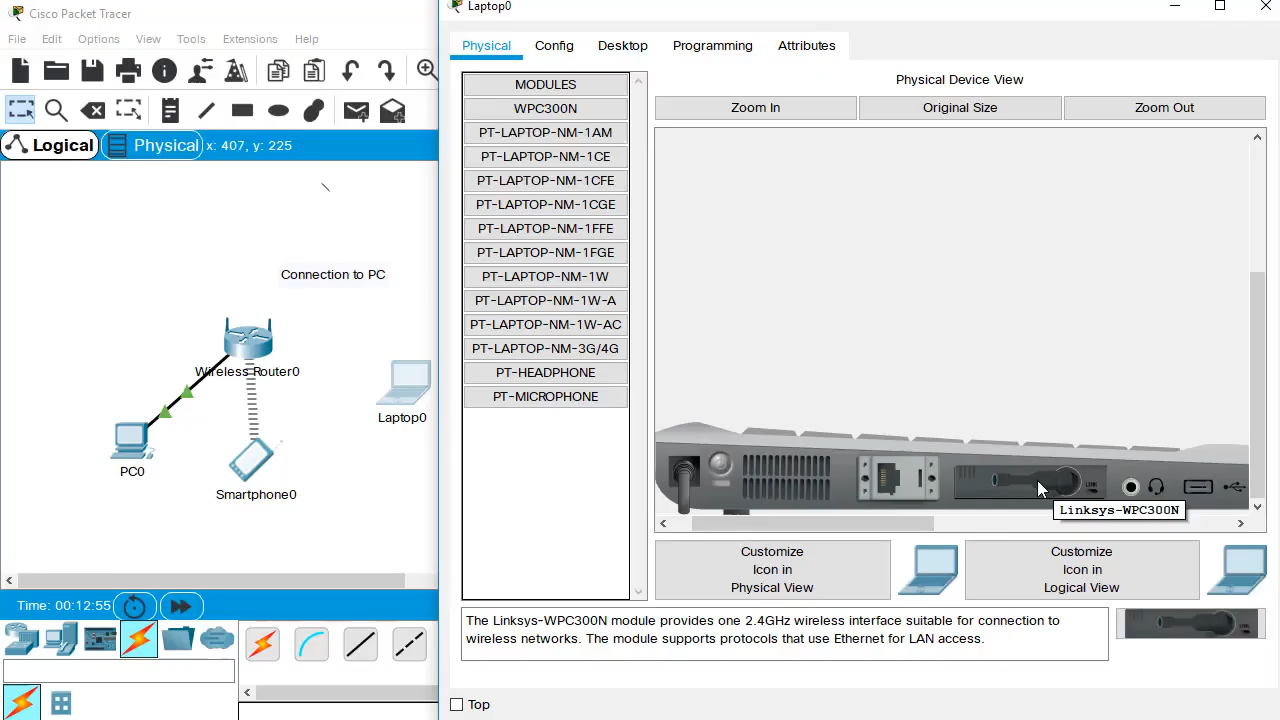 Cisco Packet Tracer
File Edit Options View Tools Extensions Help
Logical
Physical
x: 407, y: 225
Connection to PC
Wireless Router0
Laptop0
PC0
Smartphone0
Time: 00:12:55
Laptop0
Physical Config Desktop Programming Attributes
MODULES
WPC300N
PT-LAPTOP-NM-1AM
PT-LAPTOP-NM-1CE
PT-LAPTOP-NM-1CFE
PT-LAPTOP-NM-1CGE
PT-LAPTOP-NM-1FFE
PT-LAPTOP-NM-1FGE
PT-LAPTOP-NM-1W
PT-LAPTOP-NM-1W-A
PT-LAPTOP-NM-1W-AC
PT-LAPTOP-NM-3G/4G
PT-HEADPHONE
PT-MICROPHONE
Physical Device View
Zoom In
Original Size
Zoom Out
LINK
Linksys-WPC300N
Customize
Icon in
Physical View
Customize
Icon in
Logical View
The Linksys-WPC300N module provides one 2.4GHz wireless interface suitable for connection to
wireless networks. The module supports protocols that use Ethernet for LAN access.
Top